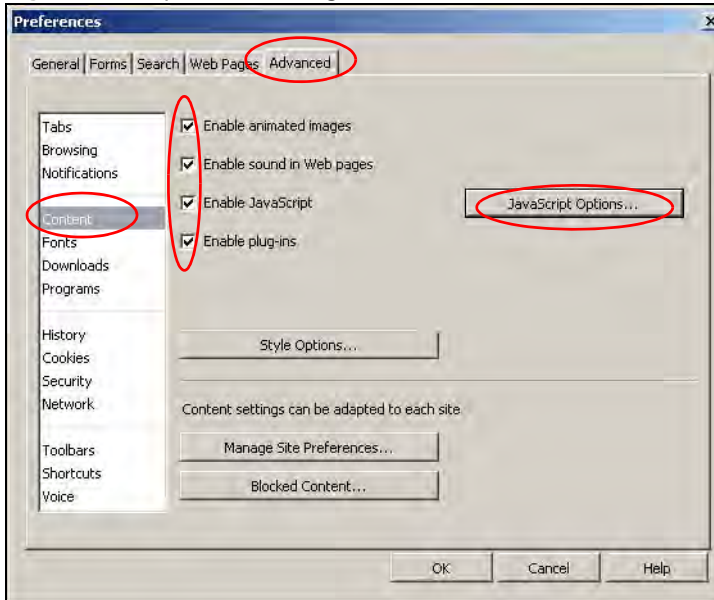 Preferences
General Forms Search Web Pages Advanced
Tabs
Browsing
Notifications
Content
Fonts
Downloads
Programs
History
Cookies
Security
Network
Toolbars
Shortcuts
Voice
Enable animated images
Enable sound in Web pages
Enable JavaScript
JavaScript Options...
Enable plug-ins
Style Options...
Content settings can be adapted to each site
Manage Site Preferences...
Blocked Content...
OK Cancel Help